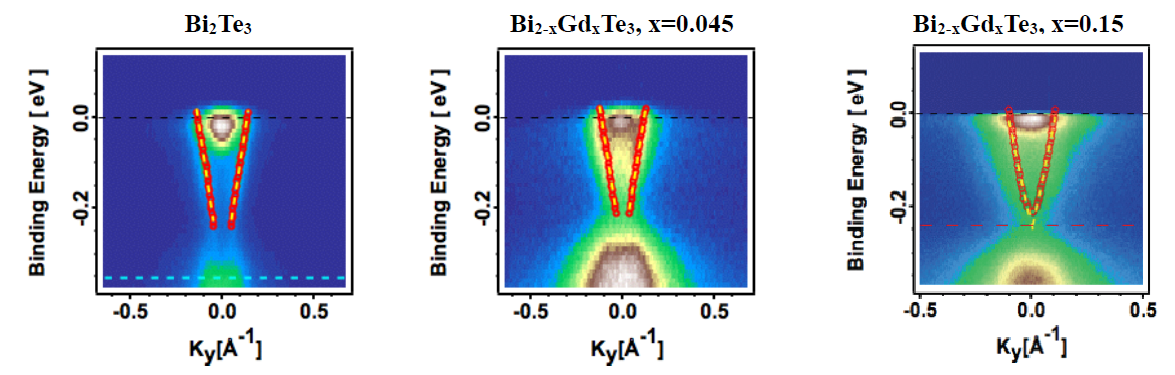 Bi₂Te₃
Bi₂₋ₓGdₓTe₃, x=0.045
Bi₂₋ₓGdₓTe₃, x=0.15
Binding Energy [ eV ]
0.0
-0.2
-0.5
0.0
0.5
Ky[Å⁻¹]
Binding Energy [ eV ]
0.0
-0.2
-0.5
0.0
0.5
Ky[Å⁻¹]
Binding Energy [ eV ]
0.0
-0.2
-0.5
0.0
0.5
Ky[Å⁻¹]